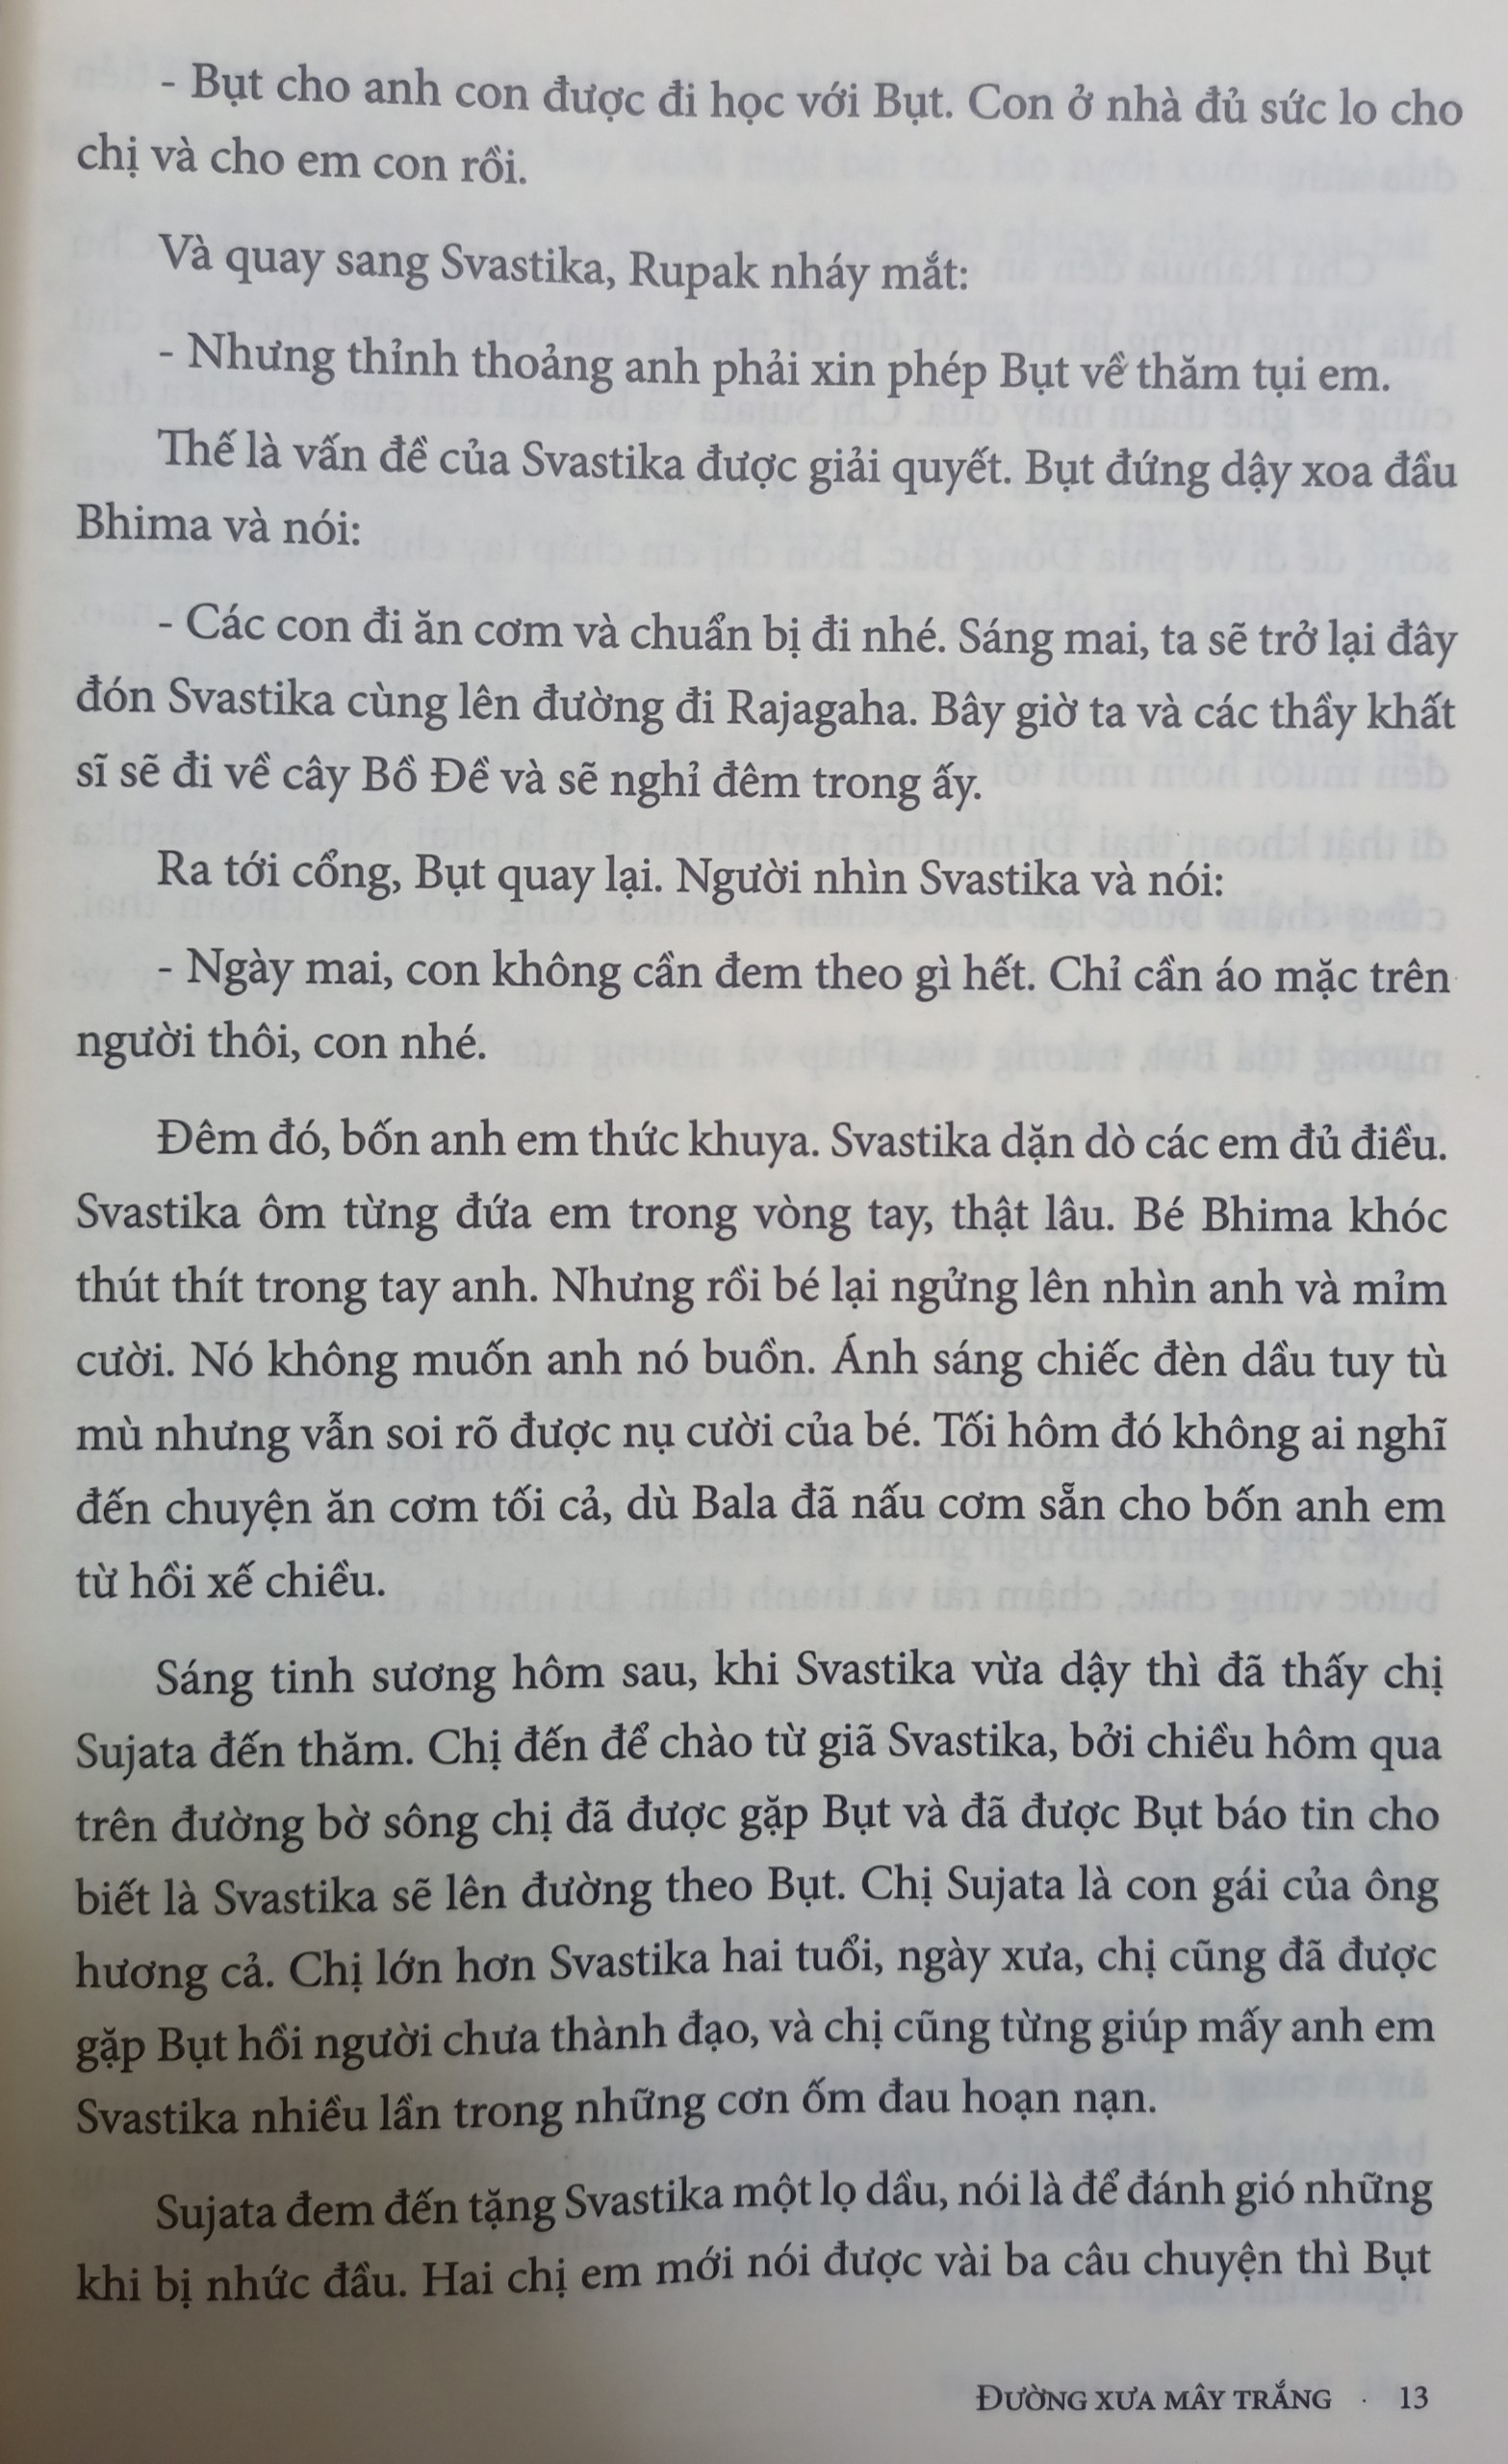 - Bụt cho anh con được đi học với Bụt. Con ở nhà đủ sức lo cho
chị và cho em con rồi.
Và quay sang Svastika, Rupak nháy mắt:
- Nhưng thỉnh thoảng anh phải xin phép Bụt về thăm tụi em.
Thế là vấn đề của Svastika được giải quyết. Bụt đứng dậy xoa đầu
Bhima và nói:
- Các con đi ăn cơm và chuẩn bị đi nhé. Sáng mai, ta sẽ trở lại đây
đón Svastika cùng lên đường đi Rajagaha. Bây giờ ta và các thầy khất
sĩ sẽ đi về cây Bồ Đề và sẽ nghỉ đêm trong ấy.
Ra tới cổng, Bụt quay lại. Người nhìn Svastika và nói:
- Ngày mai, con không cần đem theo gì hết. Chỉ cần áo mặc trên
người thôi, con nhé.
Đêm đó, bốn anh em thức khuya. Svastika dặn dò các em đủ điều.
Svastika ôm từng đứa em trong vòng tay, thật lâu. Bé Bhima khóc
thút thít trong tay anh. Nhưng rồi bé lại ngửng lên nhìn anh và mỉm
cười. Nó không muốn anh nó buồn. Ánh sáng chiếc đèn dầu tuy tù
mù nhưng vẫn soi rõ được nụ cười của bé. Tối hôm đó không ai nghĩ
đến chuyện ăn cơm tối cả, dù Bala đã nấu cơm sẵn cho bốn anh em
từ hồi xế chiều.
Sáng tinh sương hôm sau, khi Svastika vừa dậy thì đã thấy chị
Sujata đến thăm. Chị đến để chào từ giã Svastika, bởi chiều hôm qua
trên đường bờ sông chị đã được gặp Bụt và đã được Bụt báo tin cho
biết là Svastika sẽ lên đường theo Bụt. Chị Sujata là con gái của ông
hương cả. Chị lớn hơn Svastika hai tuổi, ngày xưa, chị cũng đã được
gặp Bụt hồi người chưa thành đạo, và chị cũng từng giúp mấy anh em
Svastika nhiều lần trong những cơn ốm đau hoạn nạn.
Sujata đem đến tặng Svastika một lọ dầu, nói là để đánh gió những
khi bị nhức đầu. Hai chị em mới nói được vài ba câu chuyện thì Bụt
ĐƯỜNG XƯA MÂY TRẮNG · 13